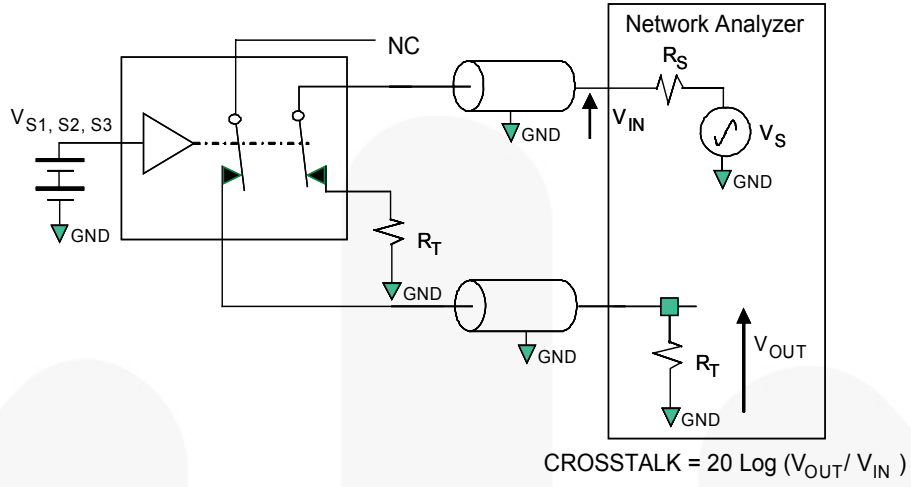 Network Analyzer
NC
R_S
V_S1, S2, S3
GND
V_IN
V_S
GND
GND
R_T
GND
GND
R_T
V_OUT
GND
CROSSTALK = 20 Log (V_OUT/ V_IN )